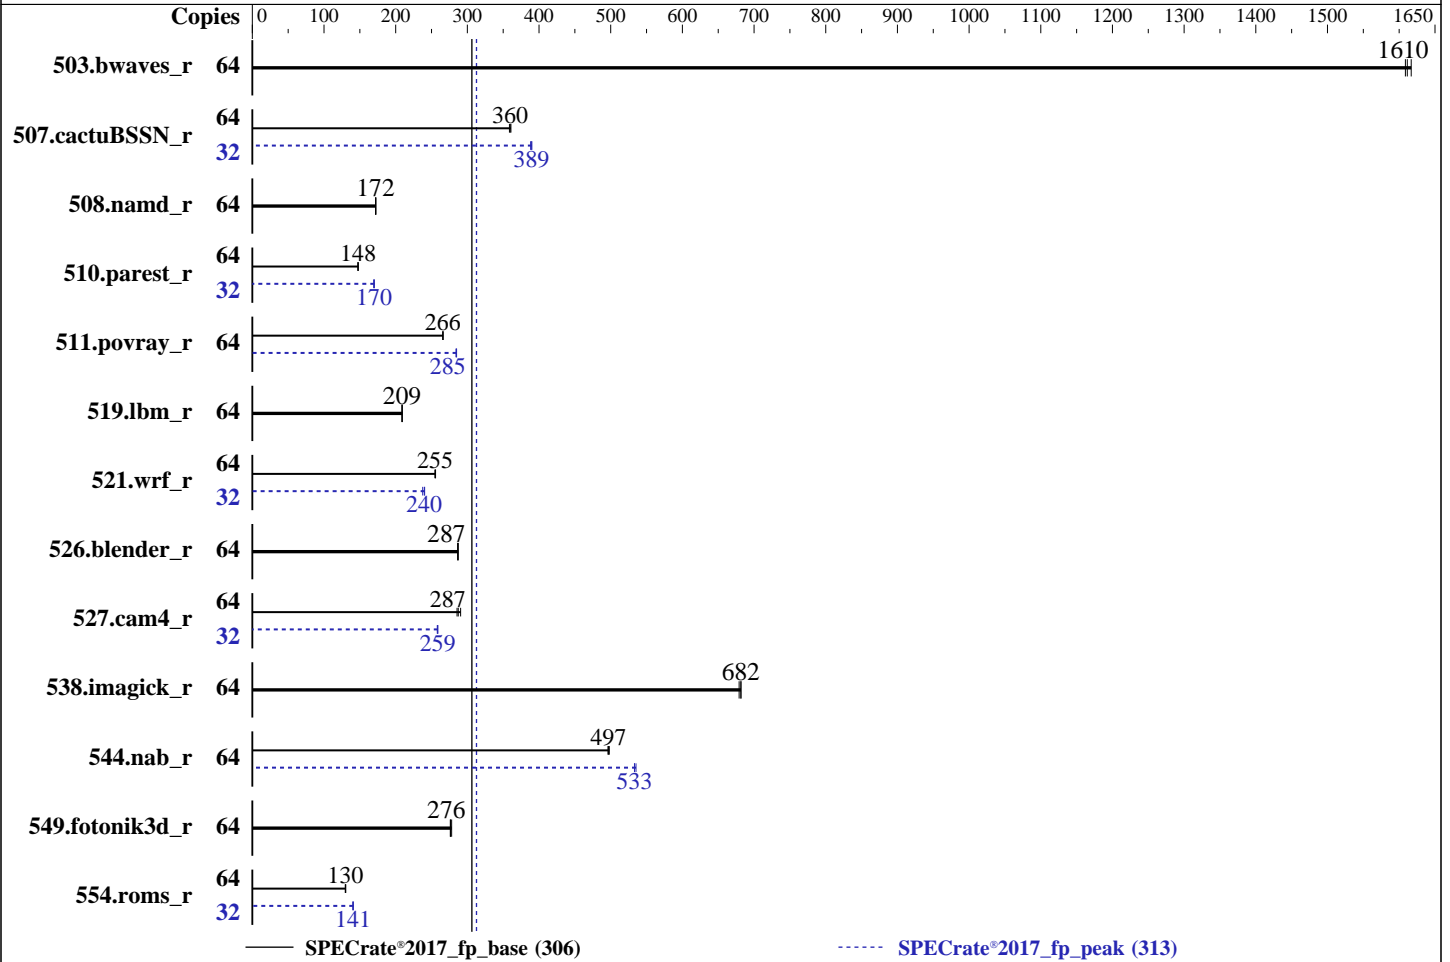 Copies 0 100 200 300 400 500 600 700 800 900 1000 1100 1200 1300 1400 1500 1650
503.bwaves_r 64 1610
507.cactuBSSN_r 64 360
32 389
508.namd_r 64 172
510.parest_r 64 148
32 170
511.povray_r 64 266
285
519.lbm_r 64 209
521.wrf_r 64 255
32 240
526.blender_r 64 287
527.cam4_r 64 287
32 259
538.imagick_r 64 682
544.nab_r 64 497
533
549.fotonik3d_r 64 276
554.roms_r 64 130
32 141
SPECrate®2017_fp_base (306) SPECrate®2017_fp_peak (313)